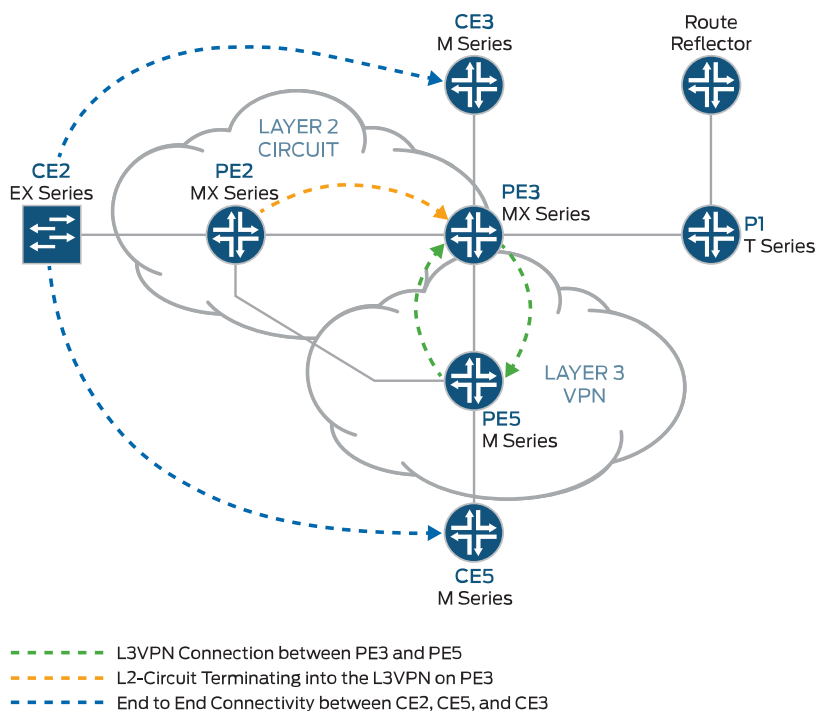 CE3
M Series
Route
Reflector
LAYER 2
CIRCUIT
CE2
EX Series
PE2
MX Series
PE3
MX Series
P1
T Series
LAYER 3
VPN
PE5
M Series
CE5
M Series
L3VPN Connection between PE3 and PE5
L2-Circuit Terminating into the L3VPN on PE3
End to End Connectivity between CE2, CE5, and CE3